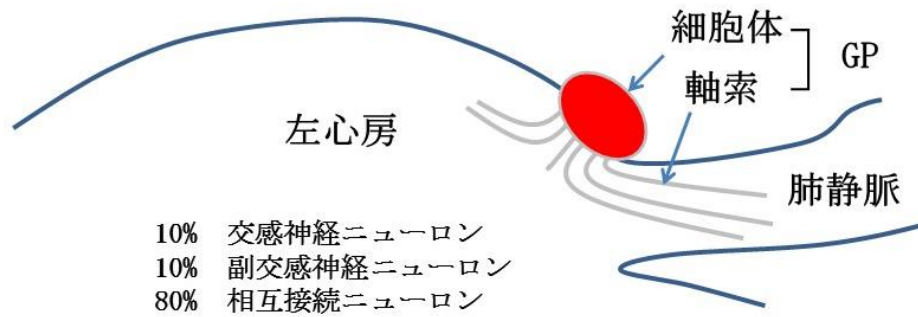 細胞体
GP
軸索
左心房
肺静脈
10% 交感神経ニューロン
10% 副交感神経ニューロン
80% 相互接続ニューロン